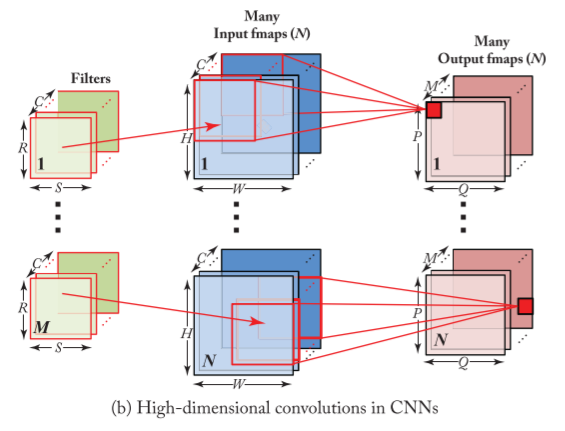 Many
Input fmaps (N)
Many
Output fmaps (N)
Filters
C
C
M
R
H
P
1
1
1
S
W
Q
C
C
M
R
H
P
M
N
N
S
W
Q
(b) High-dimensional convolutions in CNNs